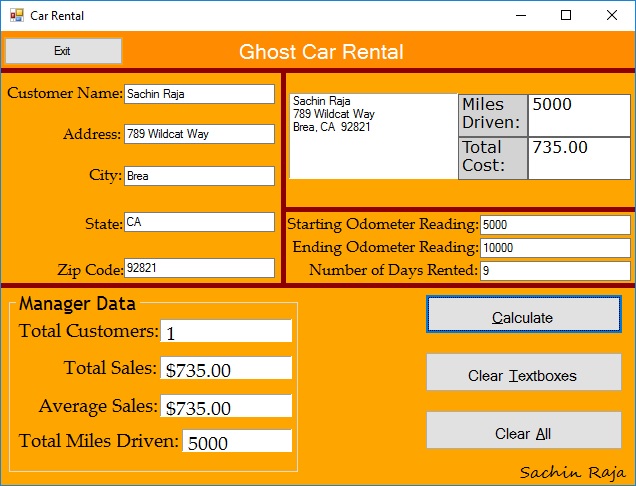 Car Rental
Exit
Ghost Car Rental
Customer Name: Sachin Raja
Address: 789 Wildcat Way
City: Brea
State: CA
Zip Code: 92821
Sachin Raja
789 Wildcat Way
Brea, CA  92821
Miles Driven: 5000
Total Cost: 735.00
Starting Odometer Reading: 5000
Ending Odometer Reading: 10000
Number of Days Rented: 9
Manager Data
Total Customers: 1
Total Sales: $735.00
Average Sales: $735.00
Total Miles Driven: 5000
Calculate
Clear Textboxes
Clear All
Sachin Raja